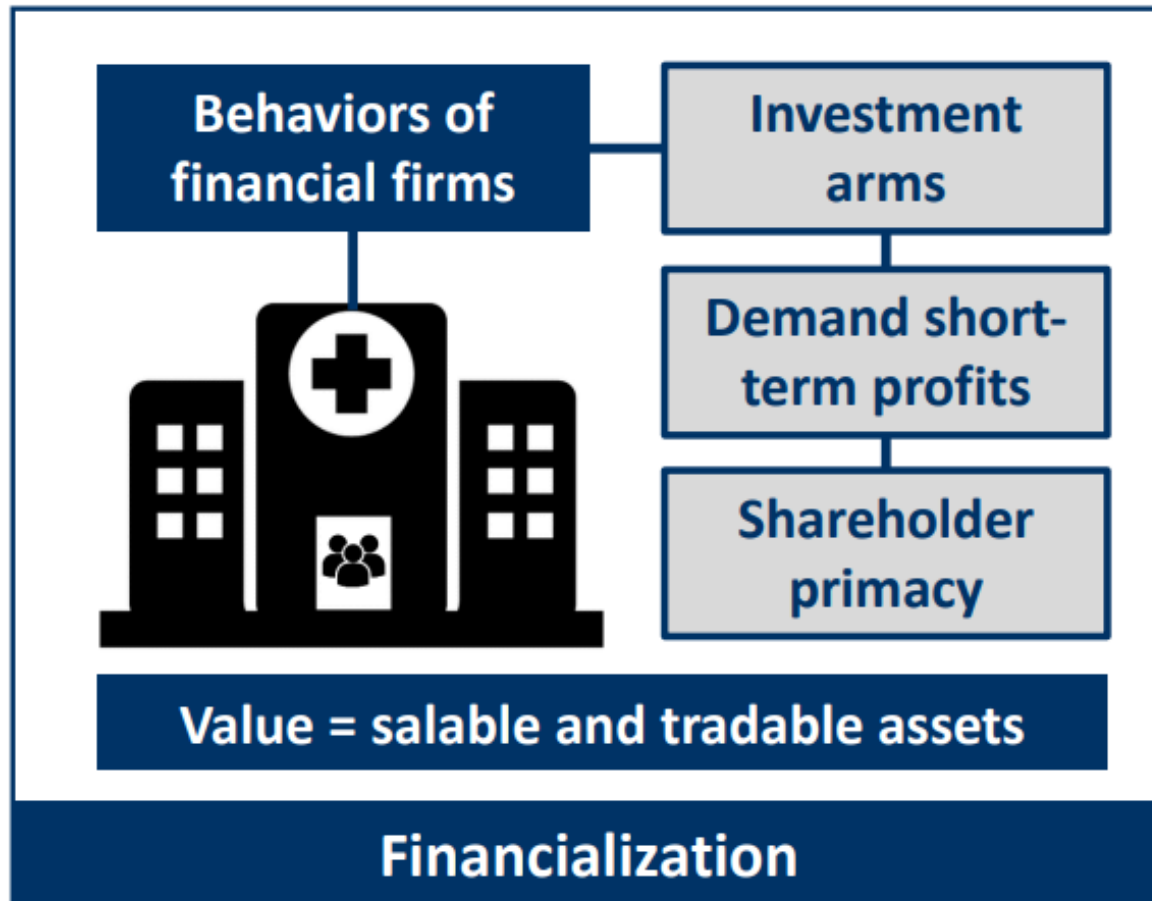 Behaviors of
financial firms
Investment
arms
Demand short-
term profits
Shareholder
primacy
Value = salable and tradable assets
Financialization